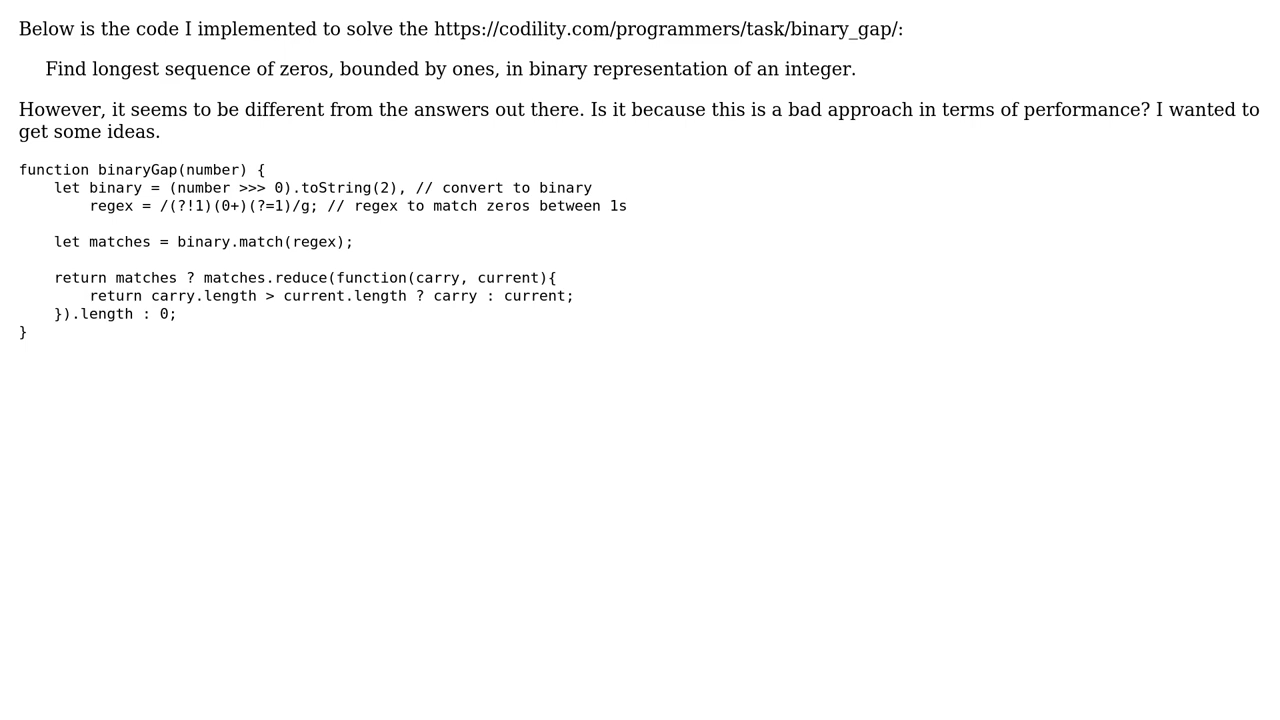 Below is the code I implemented to solve the https://codility.com/programmers/task/binary_gap/:
Find longest sequence of zeros, bounded by ones, in binary representation of an integer.
However, it seems to be different from the answers out there. Is it because this is a bad approach in terms of performance? I wanted to
get some ideas.
function binaryGap(number) {
    let binary = (number >>> 0).toString(2), // convert to binary
        regex = /(?!1)(0+)(?=1)/g; // regex to match zeros between 1s
    let matches = binary.match(regex);
    return matches ? matches.reduce(function(carry, current){
        return carry.length > current.length ? carry : current;
    }).length : 0;
}